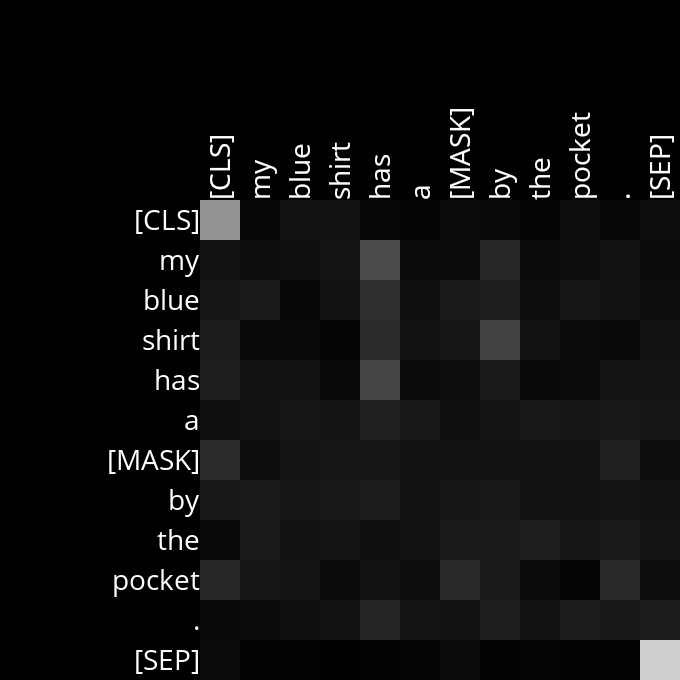 [CLS] my blue shirt has a [MASK] by the pocket . [SEP]
[CLS]
my
blue
shirt
has
a
[MASK]
by
the
pocket
.
[SEP]